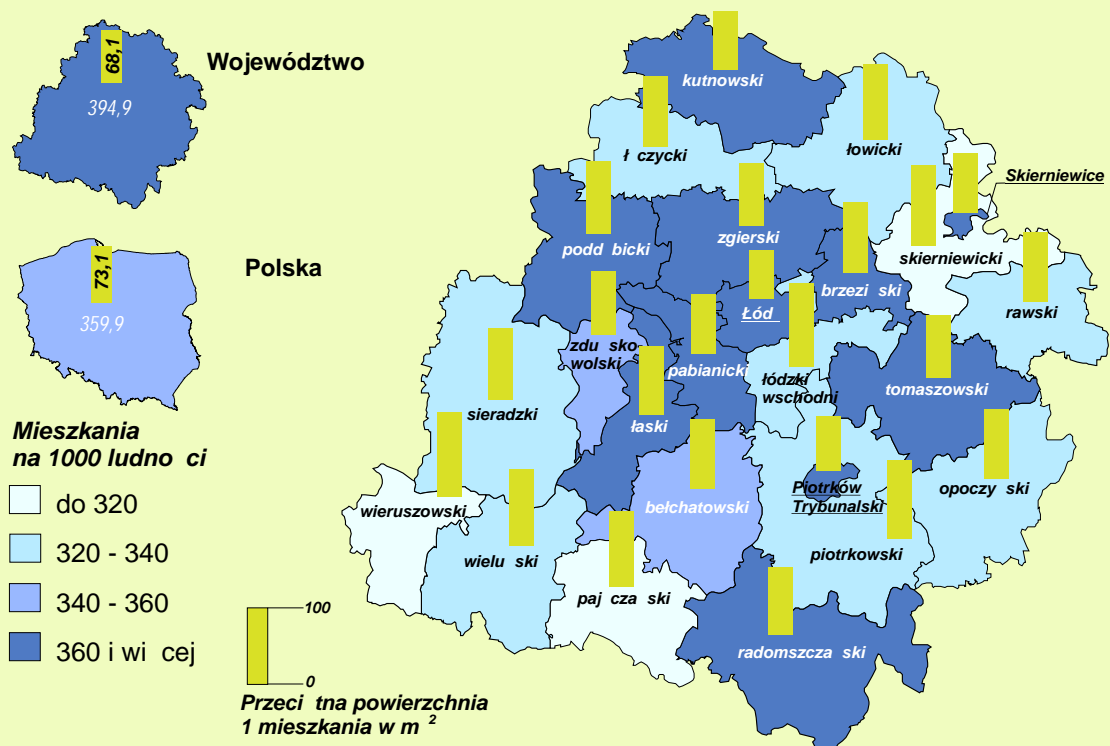 68,1
Województwo
394,9
73,1
Polska
359,9
Mieszkania
na 1000 ludno ci
do 320
320 - 340
340 - 360
360 i wi cej
100
0
Przeci tna powierzchnia
1 mieszkania w m 2
kutnowski
ł czycki
łowicki
Skierniewice
podd bicki
zgierski
skierniewicki
brzezi ski
rawski
Łód
zdu sko
wolski
pabianicki
łódzki
wschodni
tomaszowski
sieradzki
łaski
wieruszowski
bełchatowski
Piotrków
Trybunalski
opoczy ski
wielu ski
piotrkowski
paj cza ski
radomszcza ski